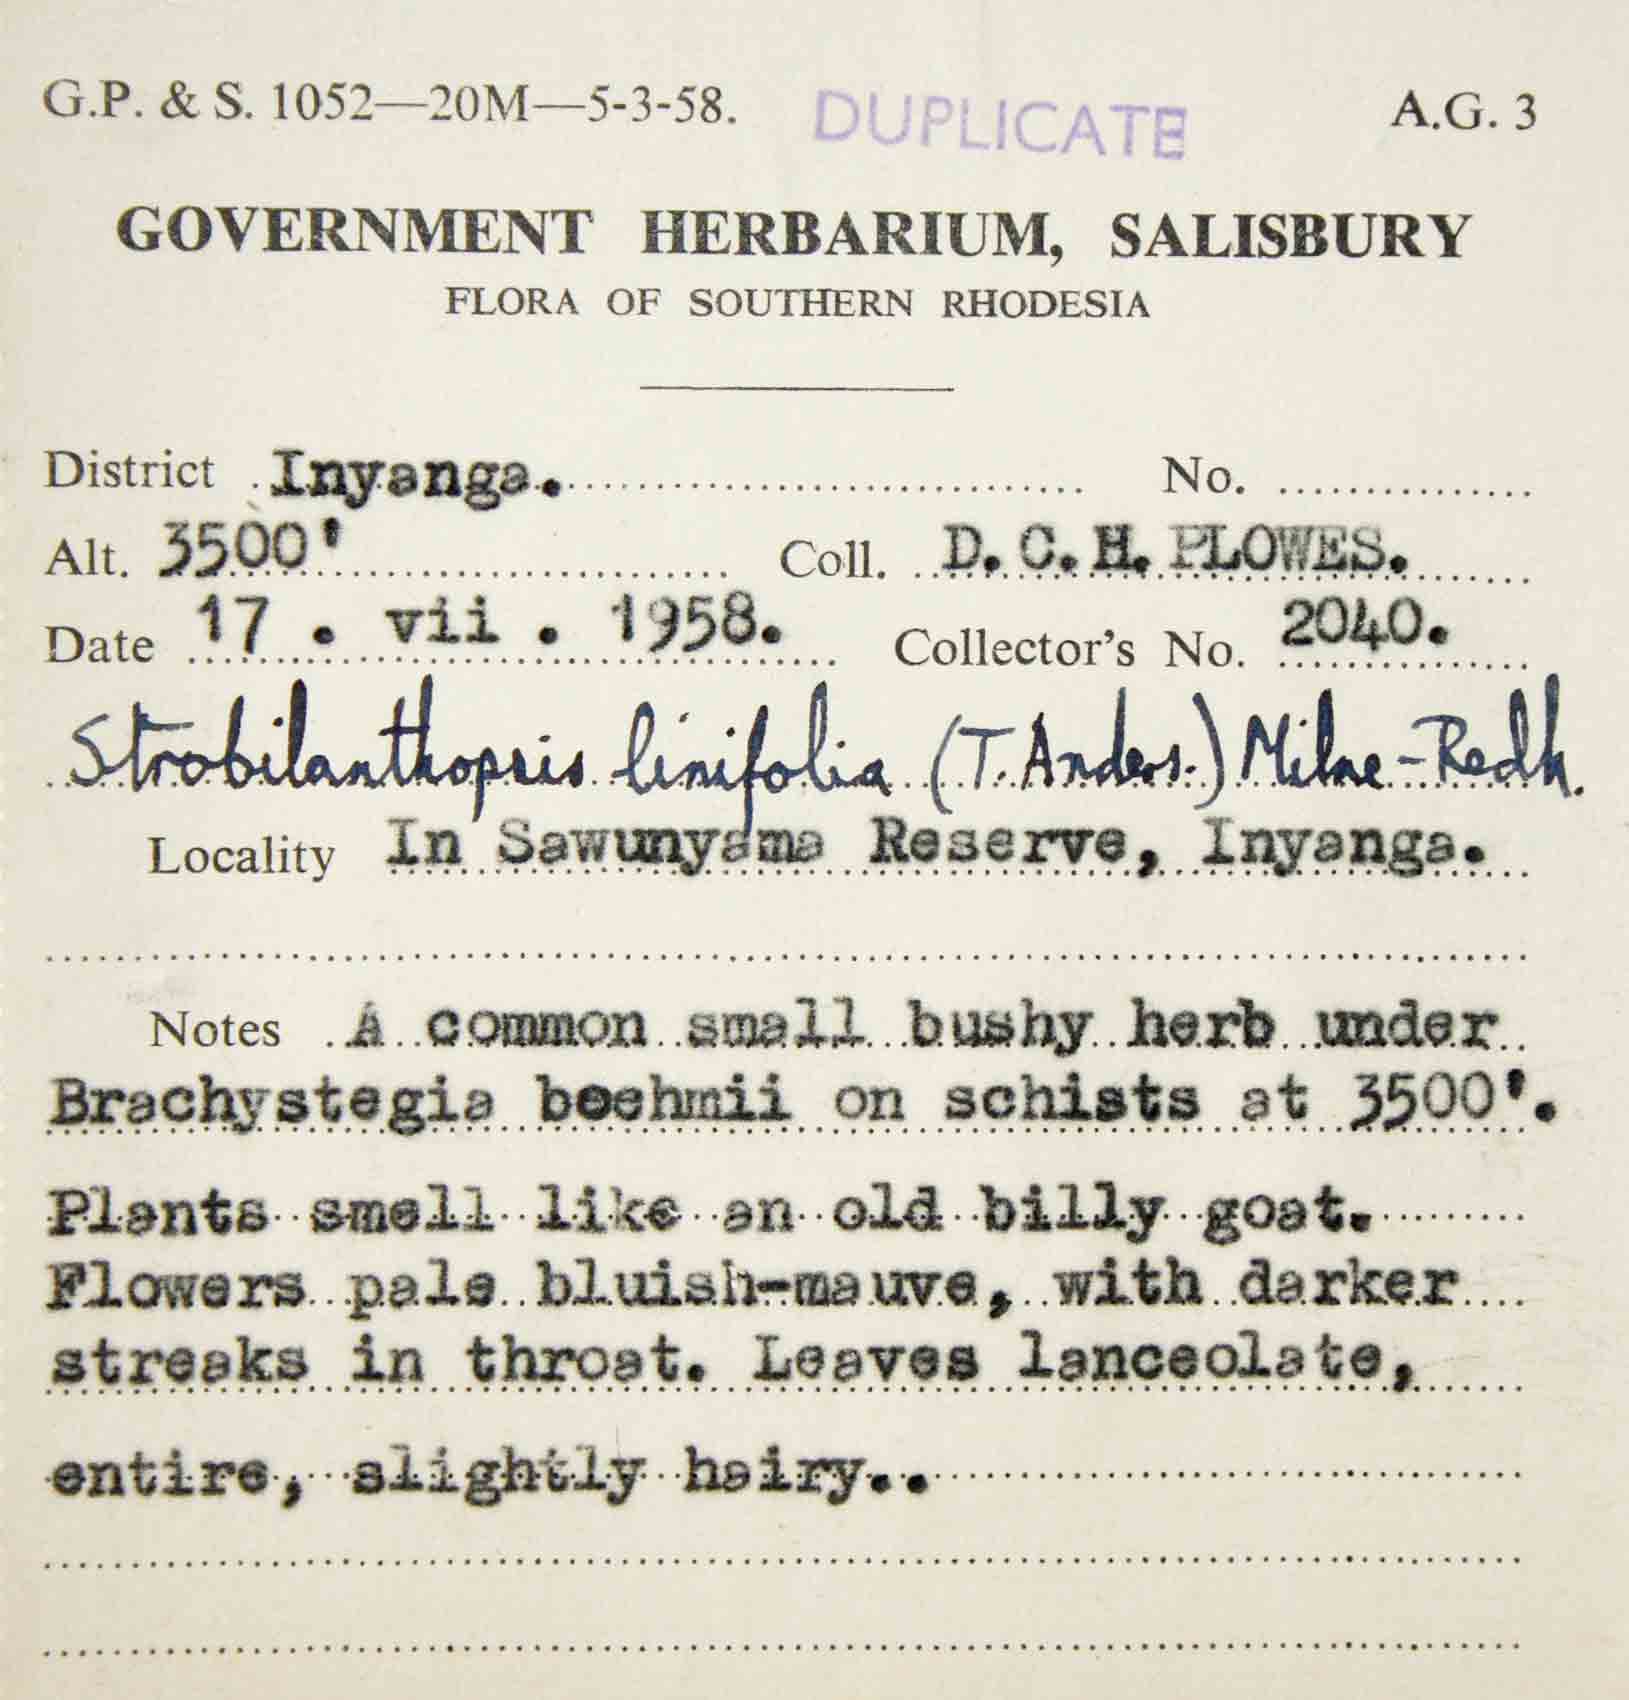 G.P. & S. 1052—20M—5-3-58. DUPLICATE A.G. 3
GOVERNMENT HERBARIUM, SALISBURY
FLORA OF SOUTHERN RHODESIA
District Inyanga. No.
Alt. 3500' Coll. D. C. H. PLOWES.
Date 17 . vii . 1958. Collector's No. 2040.
Strobilanthopsis linifolia (T. Anders.) Milne-Redh.
Locality In Sawunyama Reserve, Inyanga.
Notes A common small bushy herb under
Brachystegia boehmii on schists at 3500'.
Plants smell like an old billy goat.
Flowers pale bluish-mauve, with darker
streaks in throat. Leaves lanceolate,
entire, slightly hairy..